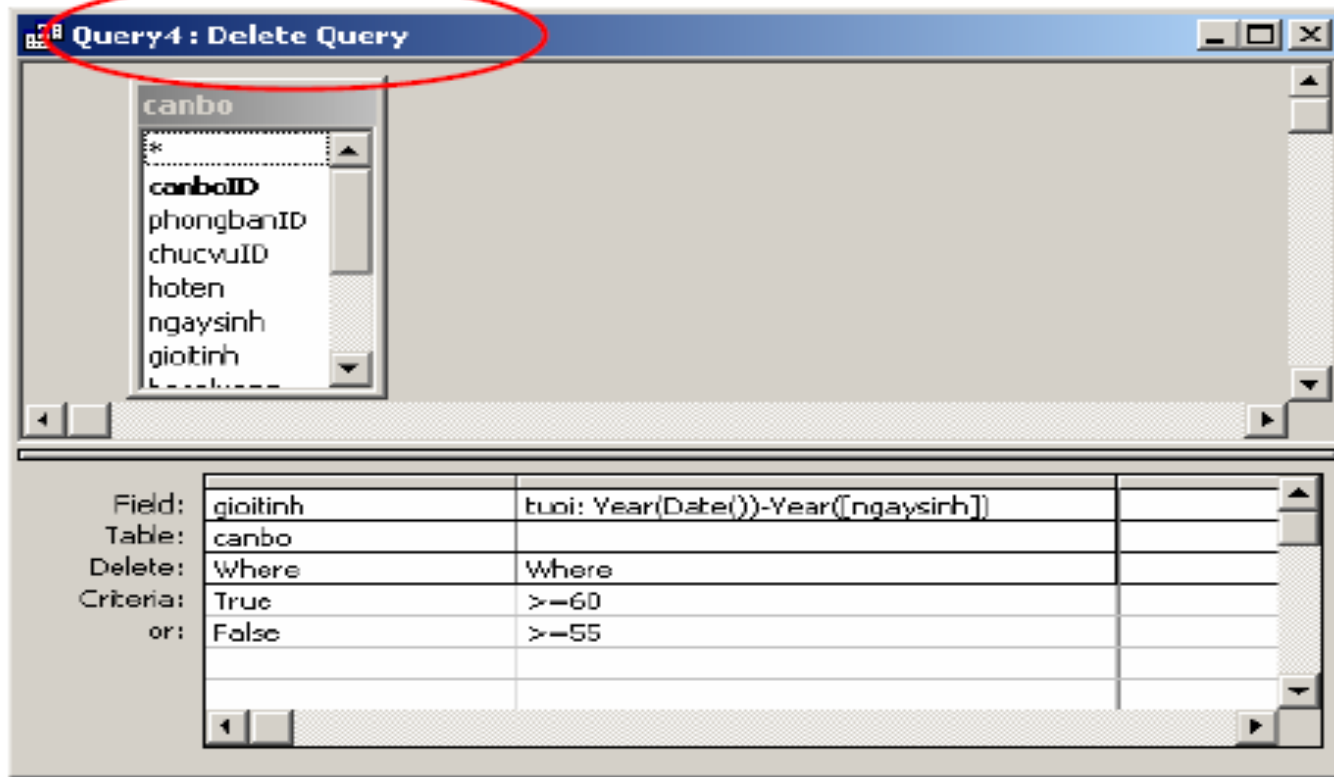 Query4 : Delete Query
canbo
*
canboID
phongbanID
chucvuID
hoten
ngaysinh
gioitinh
Field: gioitinh tuoi: Year(Date())-Year([ngaysinh])
Table: canbo
Delete: Where Where
Criteria: True >=60
or: False >=55